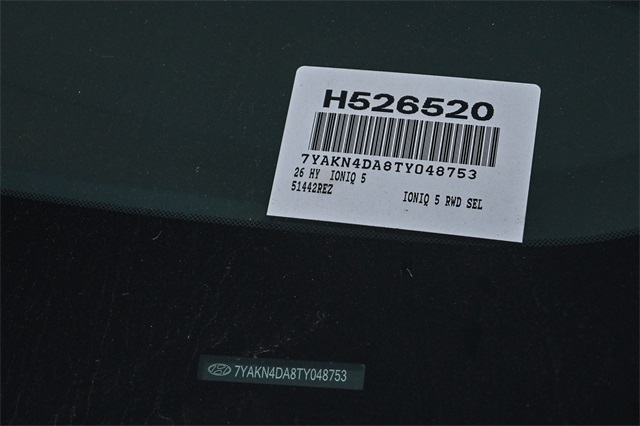 H526520
7YAKN4DA8TY048753
26 HY IONIQ 5
51442REZ IONIQ 5 RWD SEL
7YAKN4DA8TY048753